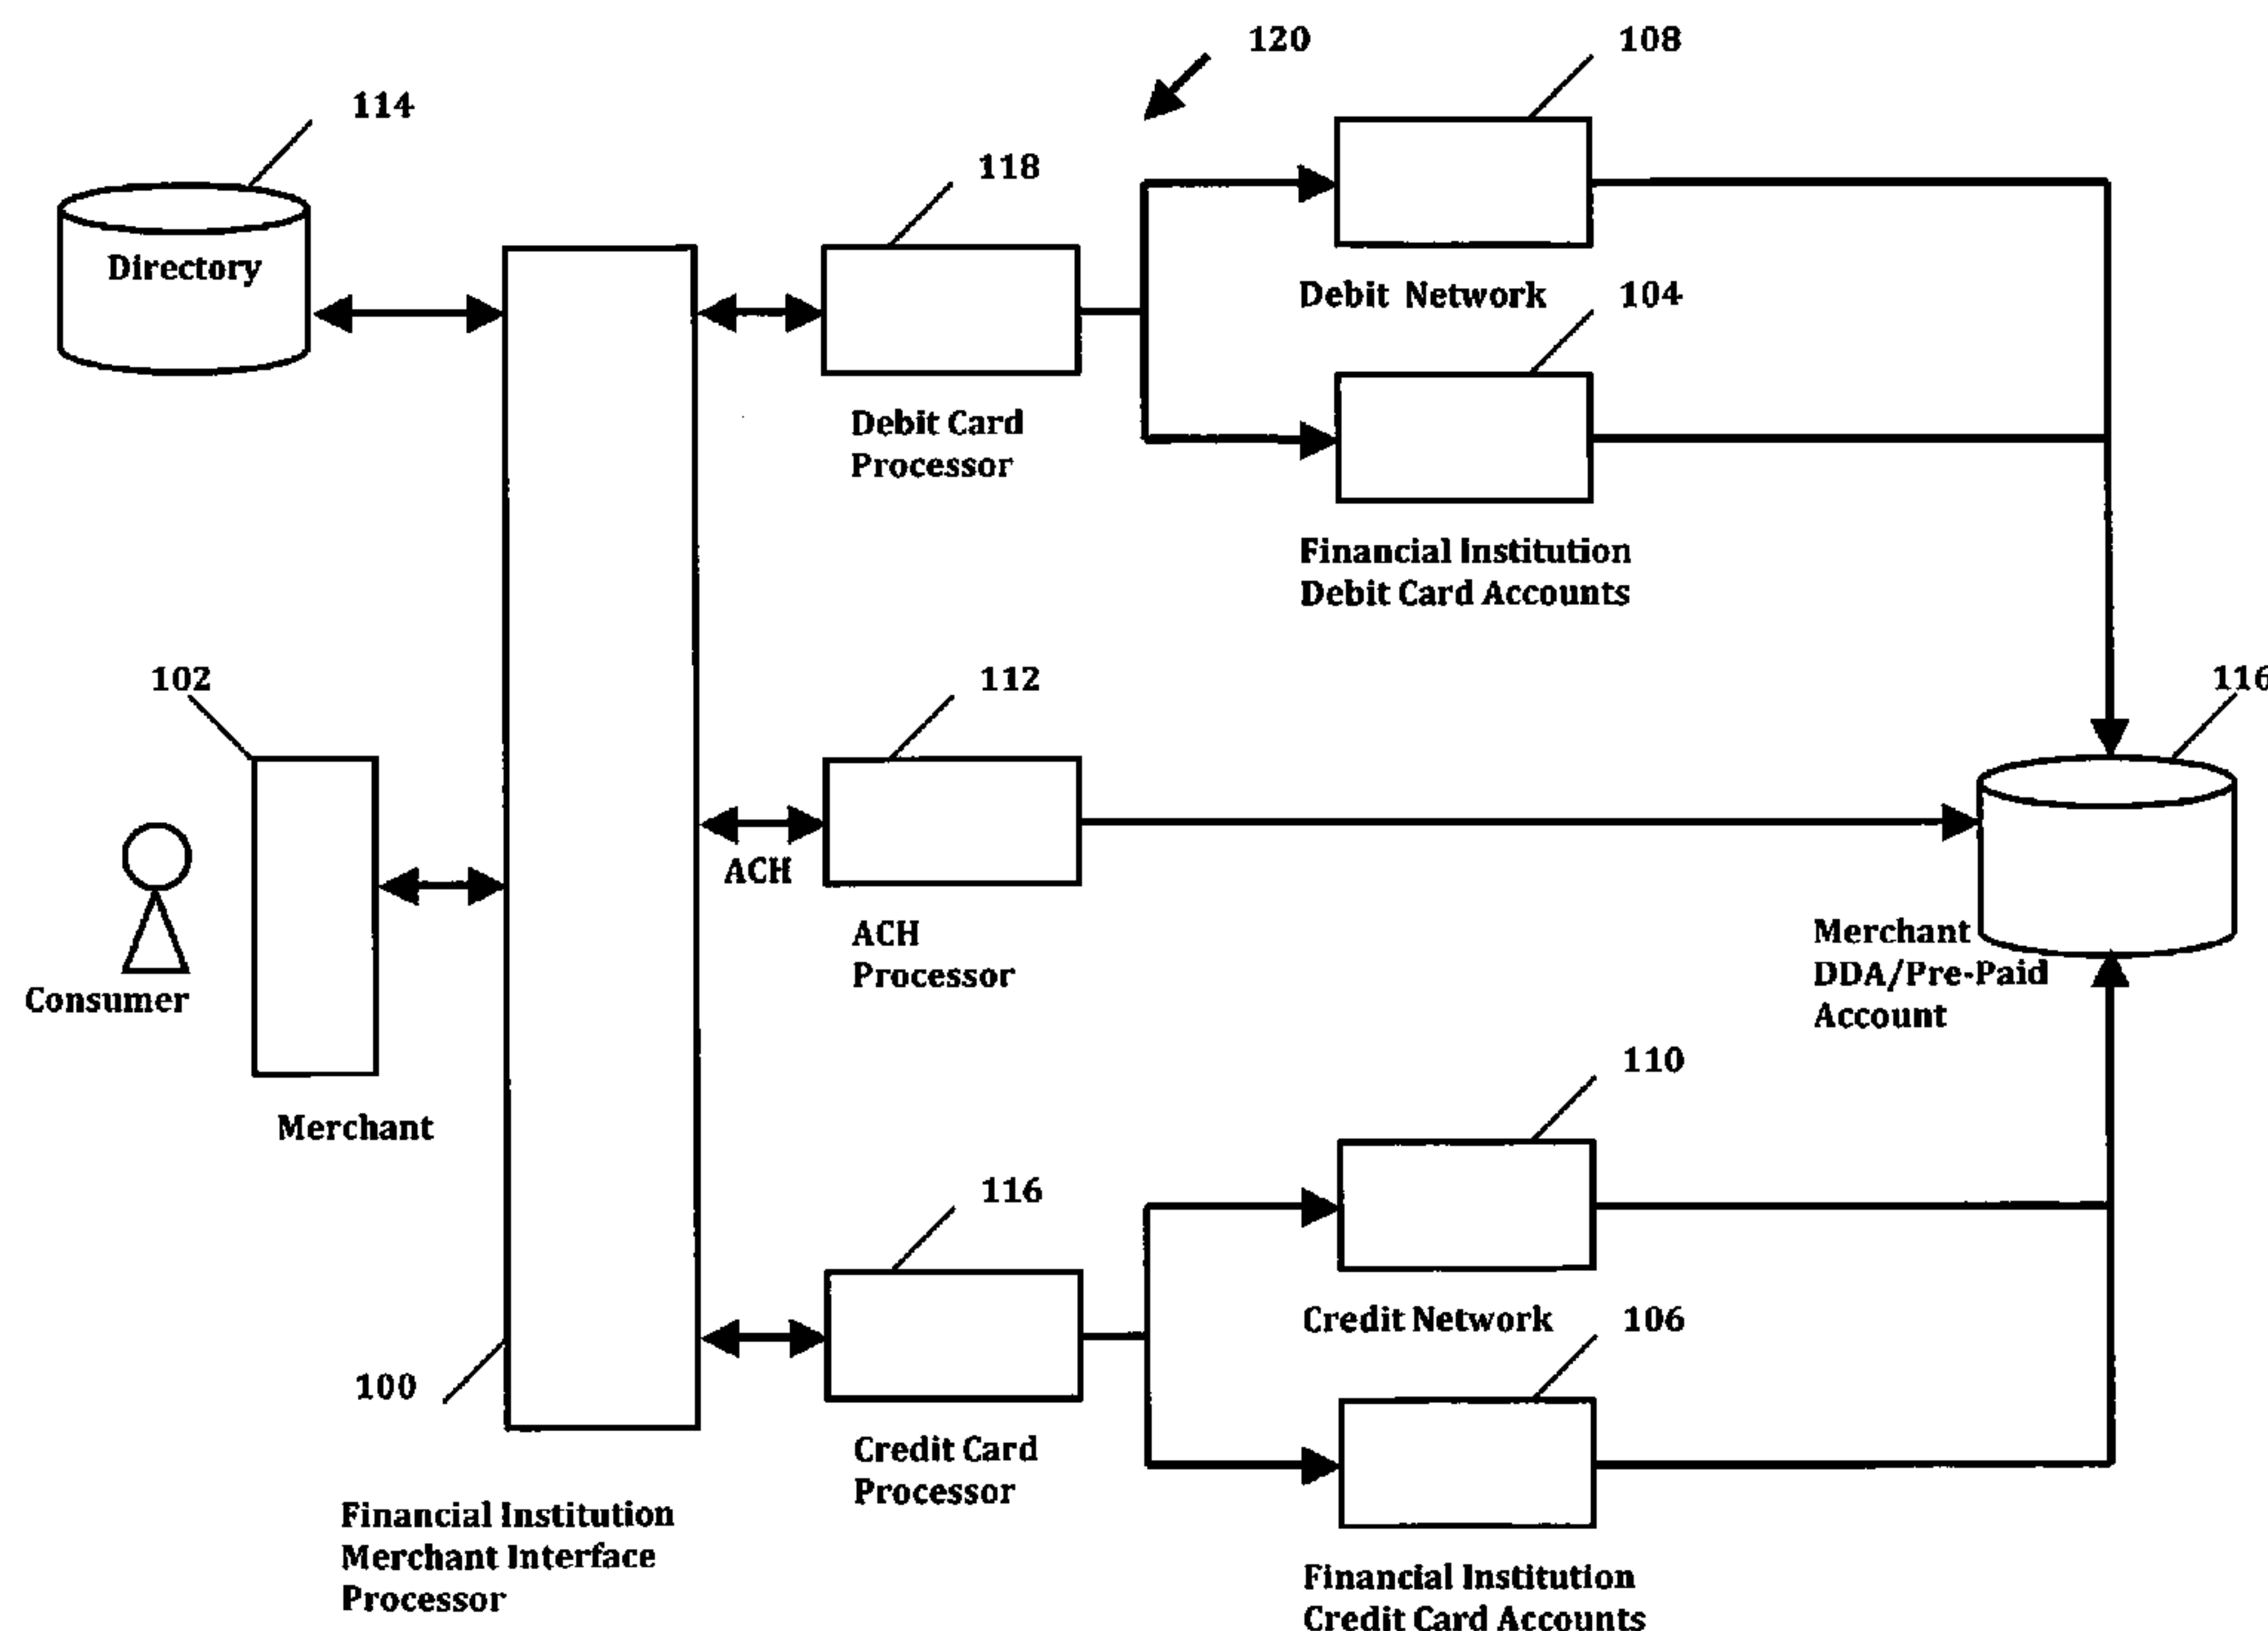 120
108
114
118
Directory
Debit Network
104
Debit Card
Processor
Financial Institution
Debit Card Accounts
102
112
116
ACH
ACH
Processor
Merchant
DDA/Pre-Paid
Account
Consumer
110
Merchant
116
Credit Network
106
100
Credit Card
Processor
Financial Institution
Merchant Interface
Processor
Financial Institution
Credit Card Accounts